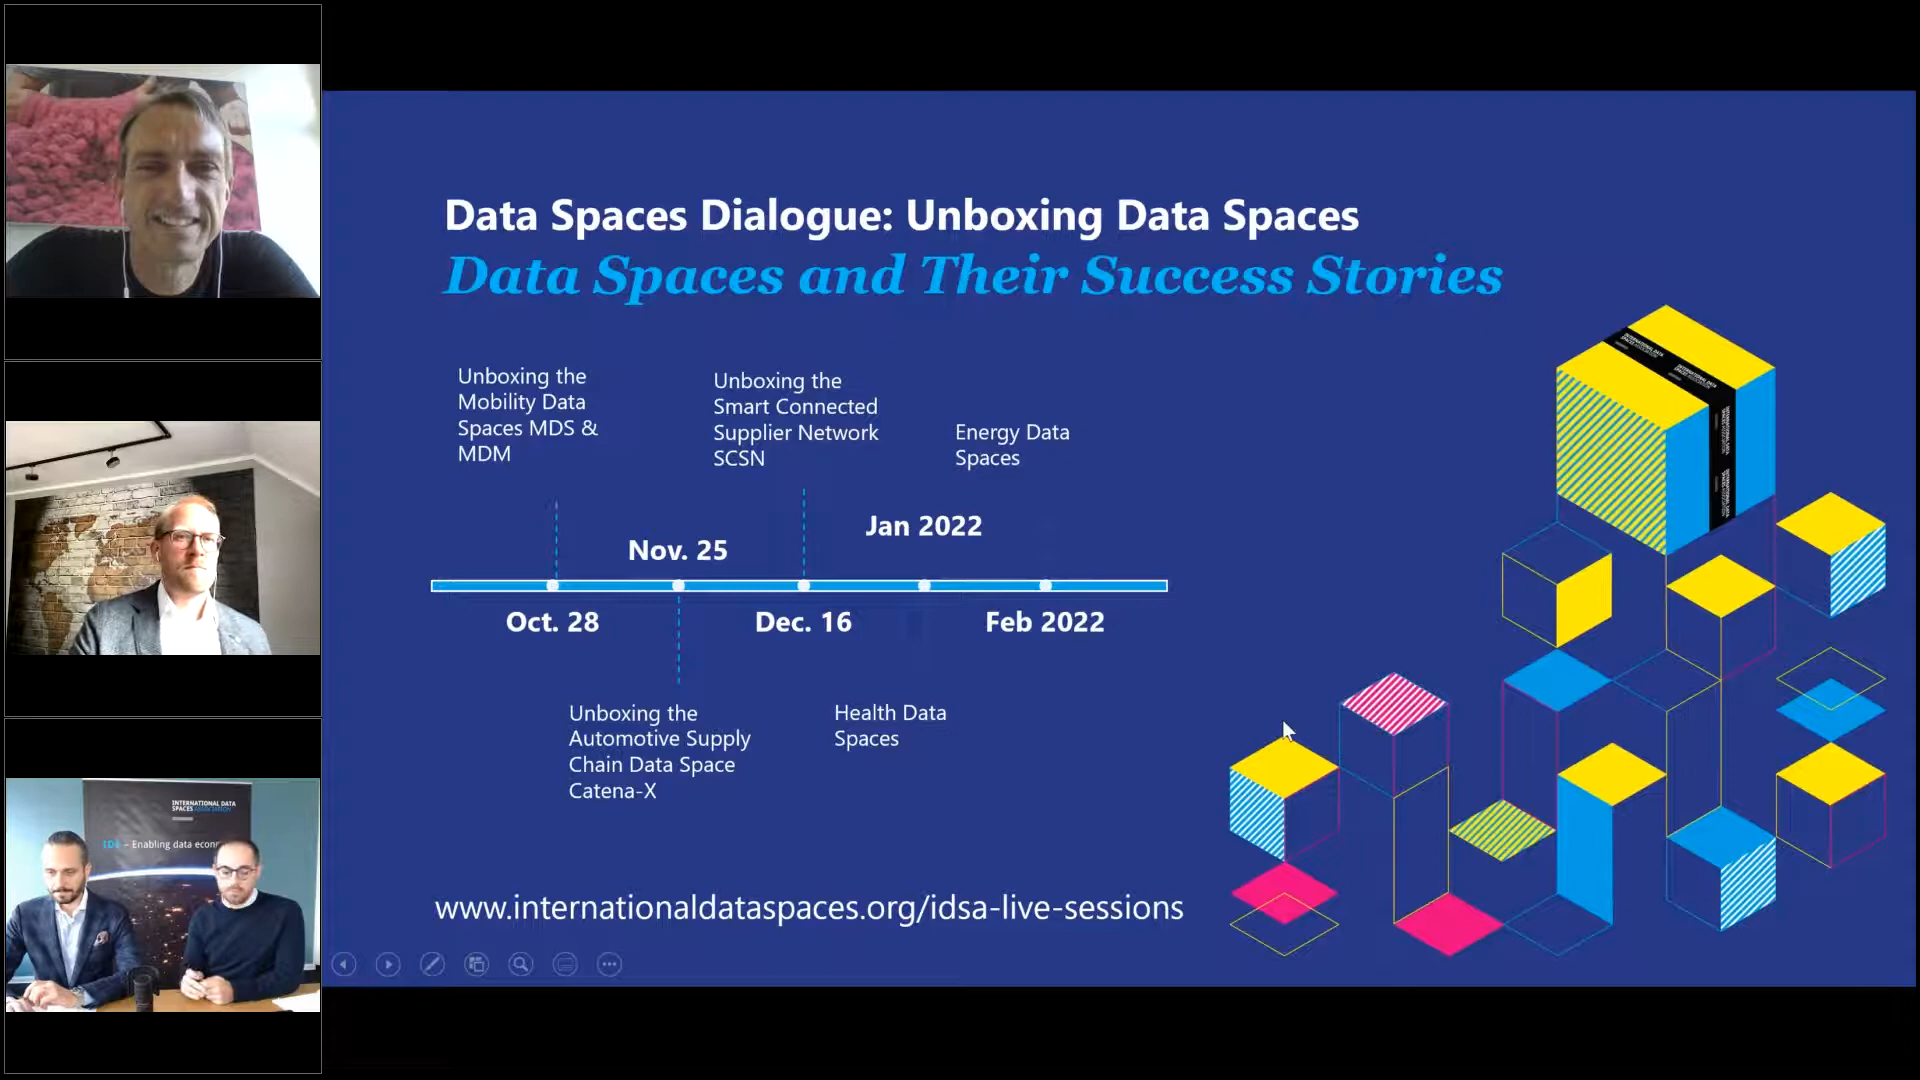 Data Spaces Dialogue: Unboxing Data Spaces
Data Spaces and Their Success Stories
Unboxing the
Mobility Data
Spaces MDS &
MDM
Unboxing the
Smart Connected
Supplier Network
SCSN
Energy Data
Spaces
Nov. 25
Jan 2022
Oct. 28
Dec. 16
Feb 2022
Unboxing the
Automotive Supply
Chain Data Space
Catena-X
Health Data
Spaces
www.internationaldataspaces.org/idsa-live-sessions
INTERNATIONAL DATA
SPACES ASSOCIATION
IDS – Enabling data econ